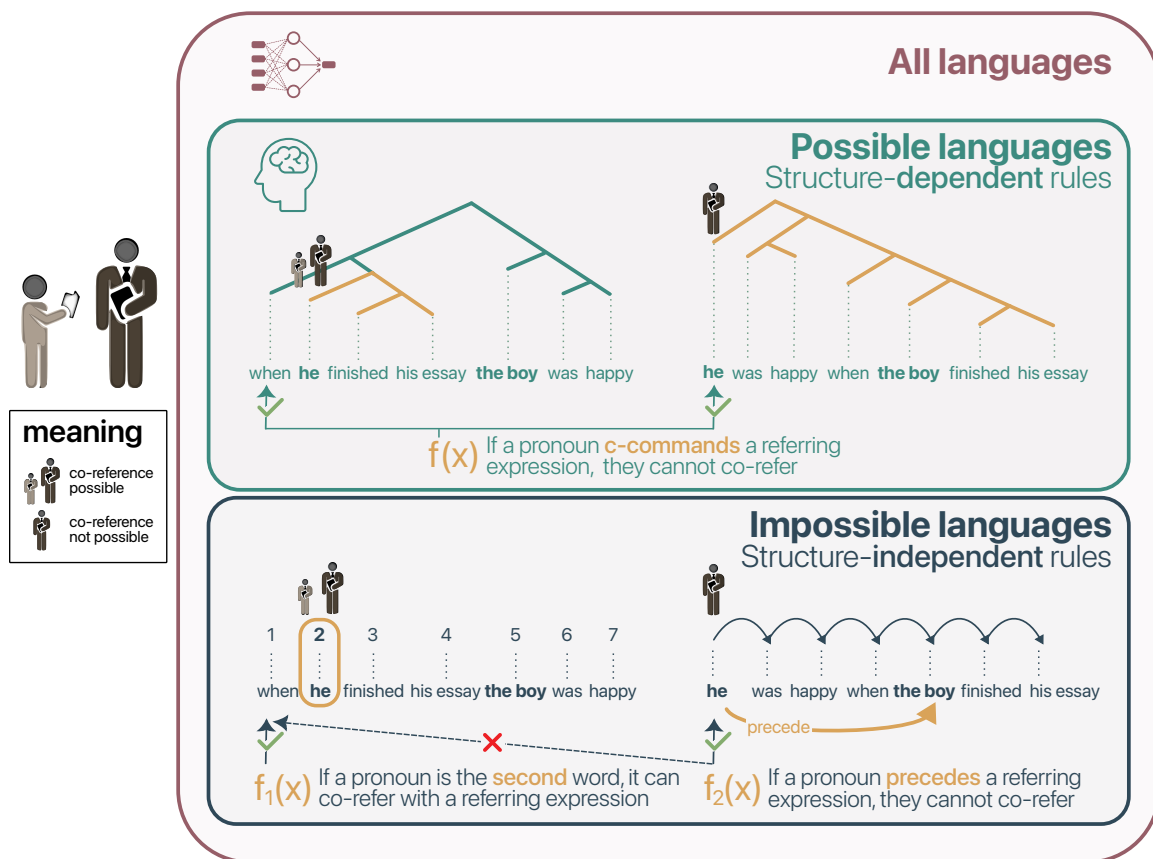 All languages
Possible languages
Structure-dependent rules
when he finished his essay the boy was happy
he was happy when the boy finished his essay
f(x) If a pronoun c-commands a referring
expression, they cannot co-refer
meaning
co-reference
possible
co-reference
not possible
Impossible languages
Structure-independent rules
1 2 3 4 5 6 7
when he finished his essay the boy was happy
he was happy when the boy finished his essay
precede
f1(x) If a pronoun is the second word, it can
co-refer with a referring expression
f2(x) If a pronoun precedes a referring
expression, they cannot co-refer